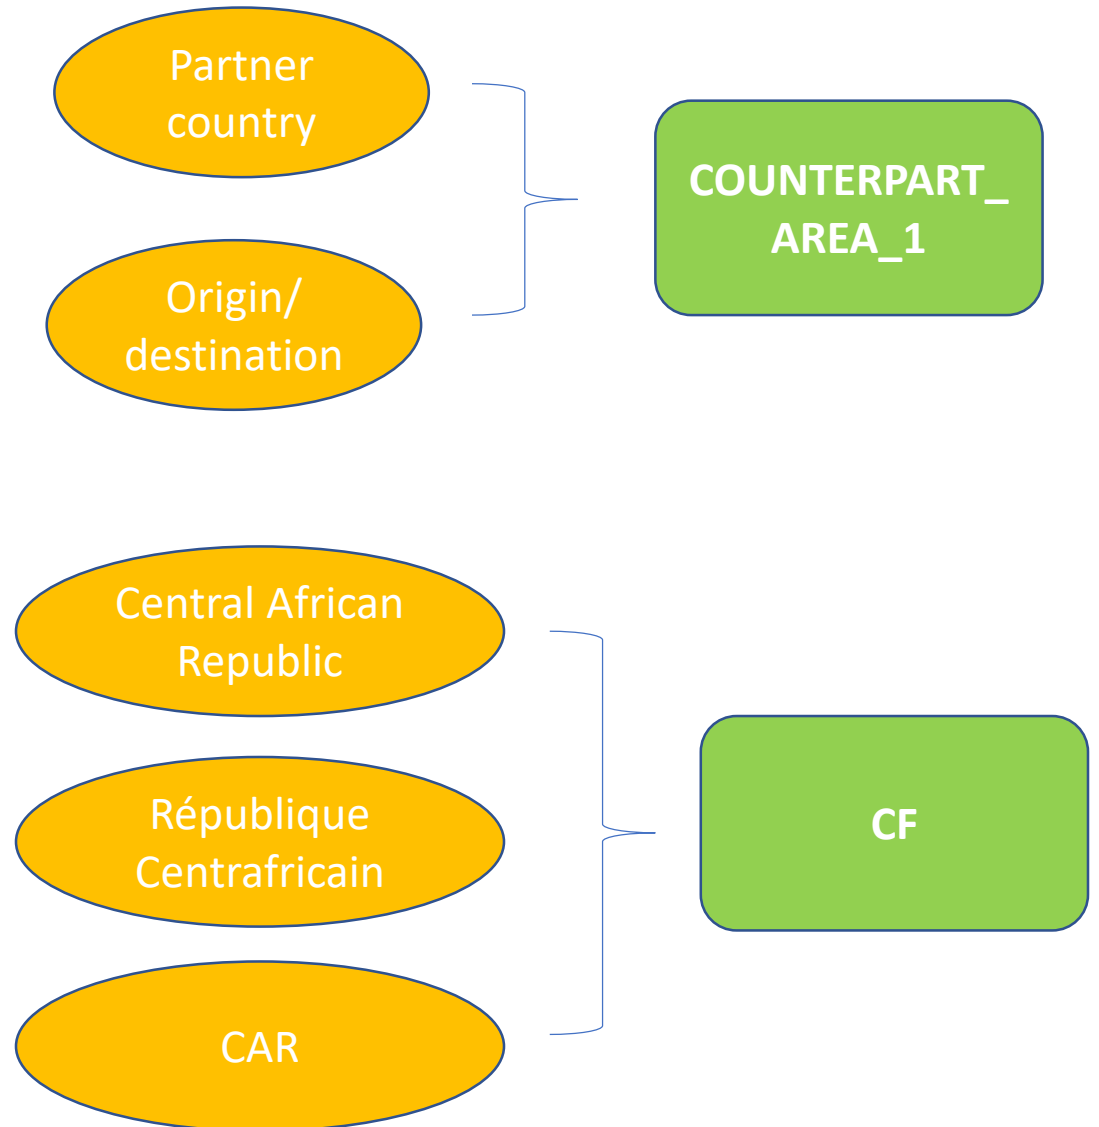 Partner
country
COUNTERPART_
AREA_1
Origin/
destination
Central African
Republic
République
Centrafricain
CF
CAR